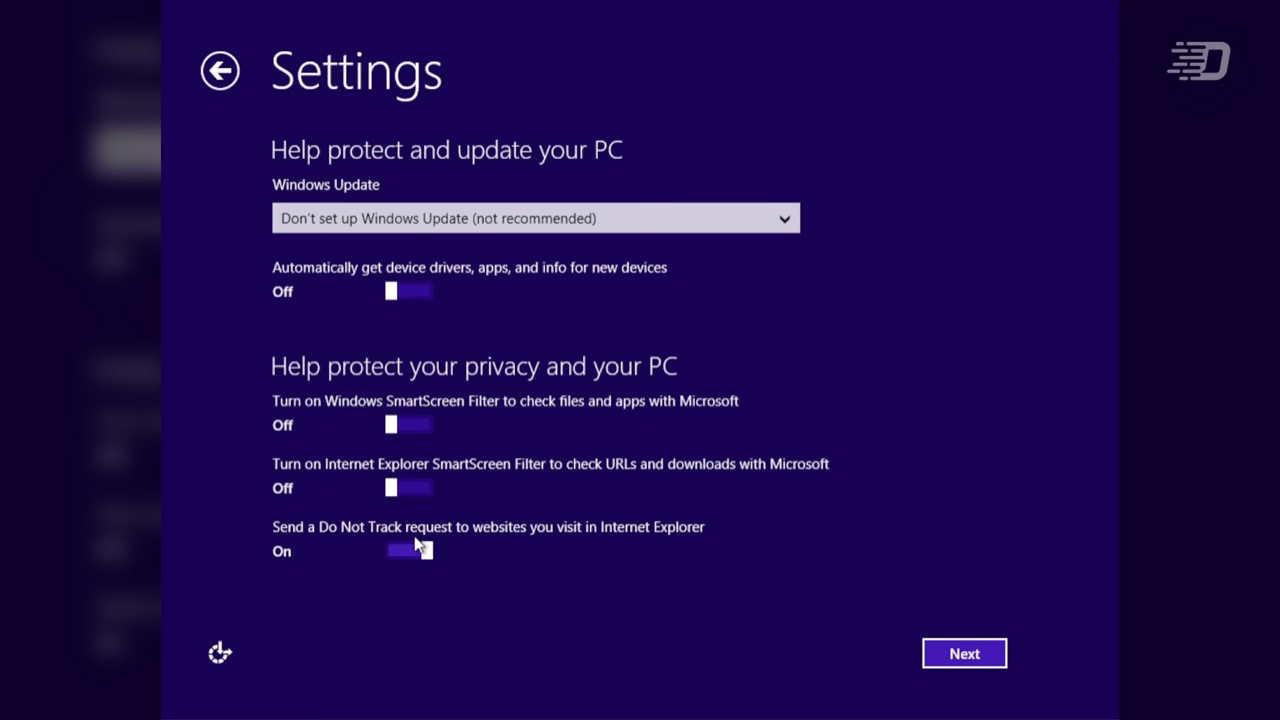 Settings
Help protect and update your PC
Windows Update
Don't set up Windows Update (not recommended)
Automatically get device drivers, apps, and info for new devices
Off
Help protect your privacy and your PC
Turn on Windows SmartScreen Filter to check files and apps with Microsoft
Off
Turn on Internet Explorer SmartScreen Filter to check URLs and downloads with Microsoft
Off
Send a Do Not Track request to websites you visit in Internet Explorer
On
Next
D